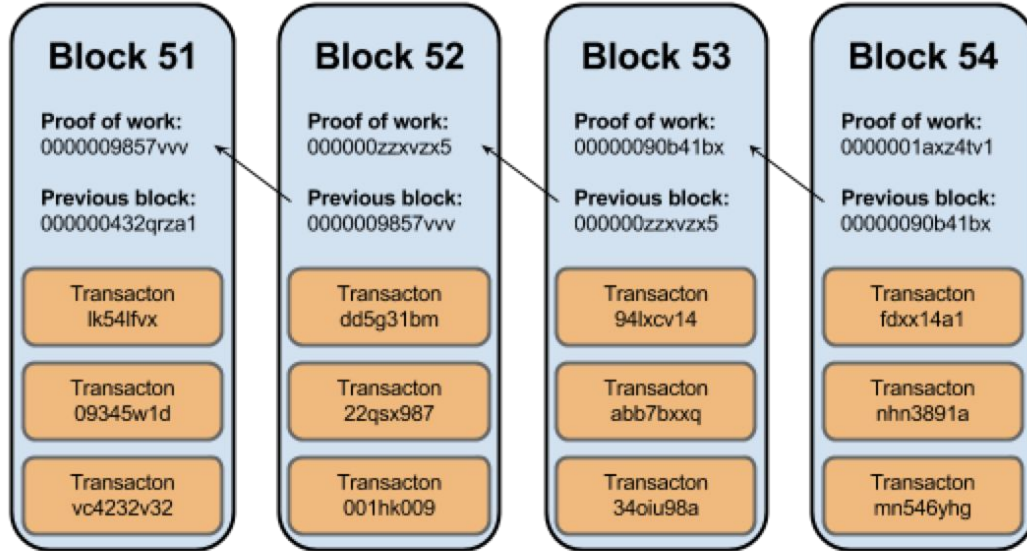 Block 51
Proof of work:
0000009857vvv
Previous block:
000000432qrza1
Transacton
lk54lfvx
Transacton
09345w1d
Transacton
vc4232v32
Block 52
Proof of work:
000000zzxvzx5
Previous block:
0000009857vvv
Transacton
dd5g31bm
Transacton
22qsx987
Transacton
001hk009
Block 53
Proof of work:
00000090b41bx
Previous block:
000000zzxvzx5
Transacton
94lxcv14
Transacton
abb7bxxq
Transacton
34oiu98a
Block 54
Proof of work:
0000001axz4tv1
Previous block:
00000090b41bx
Transacton
fdxx14a1
Transacton
nhn3891a
Transacton
mn546yhg